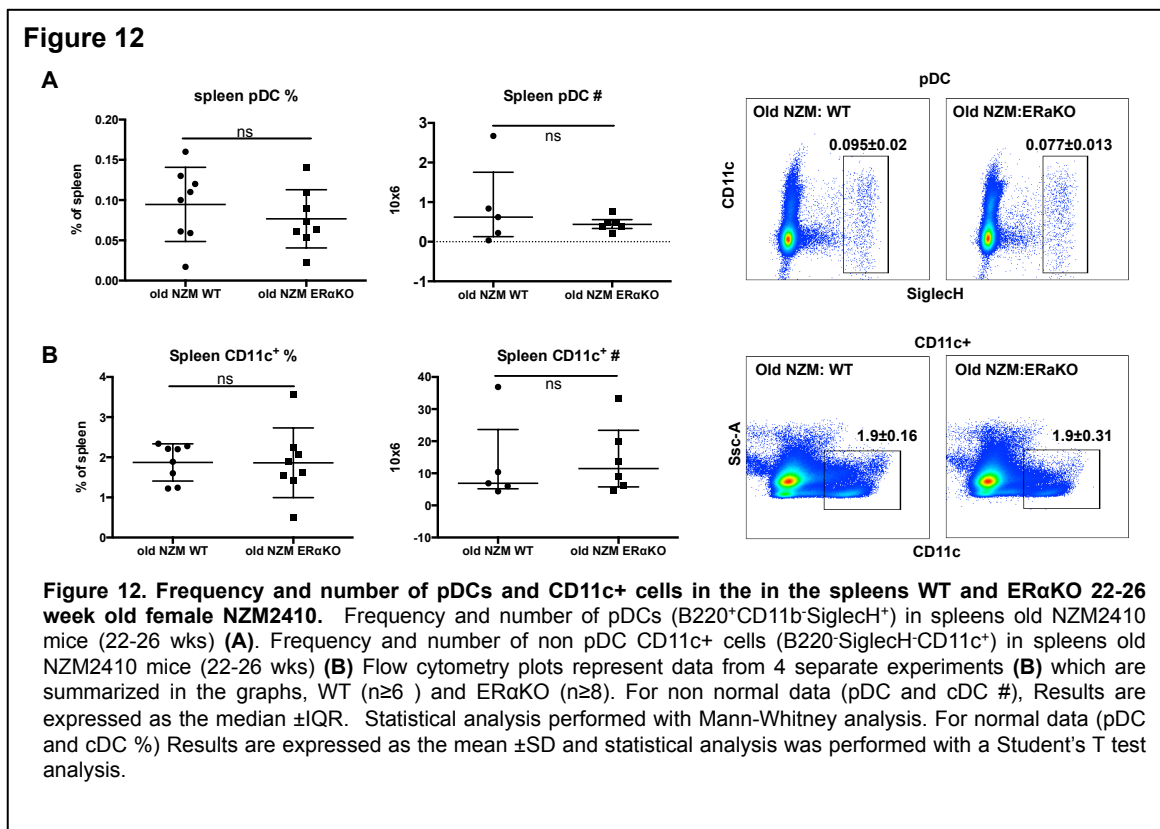 Figure 12
A
spleen pDC %
ns
% of spleen
0.20
0.15
0.10
0.05
0.00
old NZM WT
old NZM ERαKO
Spleen pDC #
ns
10x6
3
2
1
0
-1
old NZM WT
old NZM ERαKO
pDC
Old NZM: WT
0.095±0.02
Old NZM:ERaKO
0.077±0.013
CD11c
SiglecH
B
Spleen CD11c⁺ %
ns
% of spleen
4
3
2
1
0
old NZM WT
old NZM ERαKO
Spleen CD11c⁺ #
ns
10x6
40
30
20
10
0
-10
old NZM WT
old NZM ERαKO
CD11c+
Old NZM: WT
1.9±0.16
Old NZM:ERaKO
1.9±0.31
Ssc-A
CD11c
Figure 12. Frequency and number of pDCs and CD11c+ cells in the in the spleens WT and ERαKO 22-26
week old female NZM2410. Frequency and number of pDCs (B220⁺CD11b⁻SiglecH⁺) in spleens old NZM2410
mice (22-26 wks) (A). Frequency and number of non pDC CD11c+ cells (B220⁻SiglecH⁻CD11c⁺) in spleens old
NZM2410 mice (22-26 wks) (B) Flow cytometry plots represent data from 4 separate experiments (B) which are
summarized in the graphs, WT (n≥6 ) and ERαKO (n≥8). For non normal data (pDC and cDC #), Results are
expressed as the median ±IQR. Statistical analysis performed with Mann-Whitney analysis. For normal data (pDC
and cDC %) Results are expressed as the mean ±SD and statistical analysis was performed with a Student's T test
analysis.